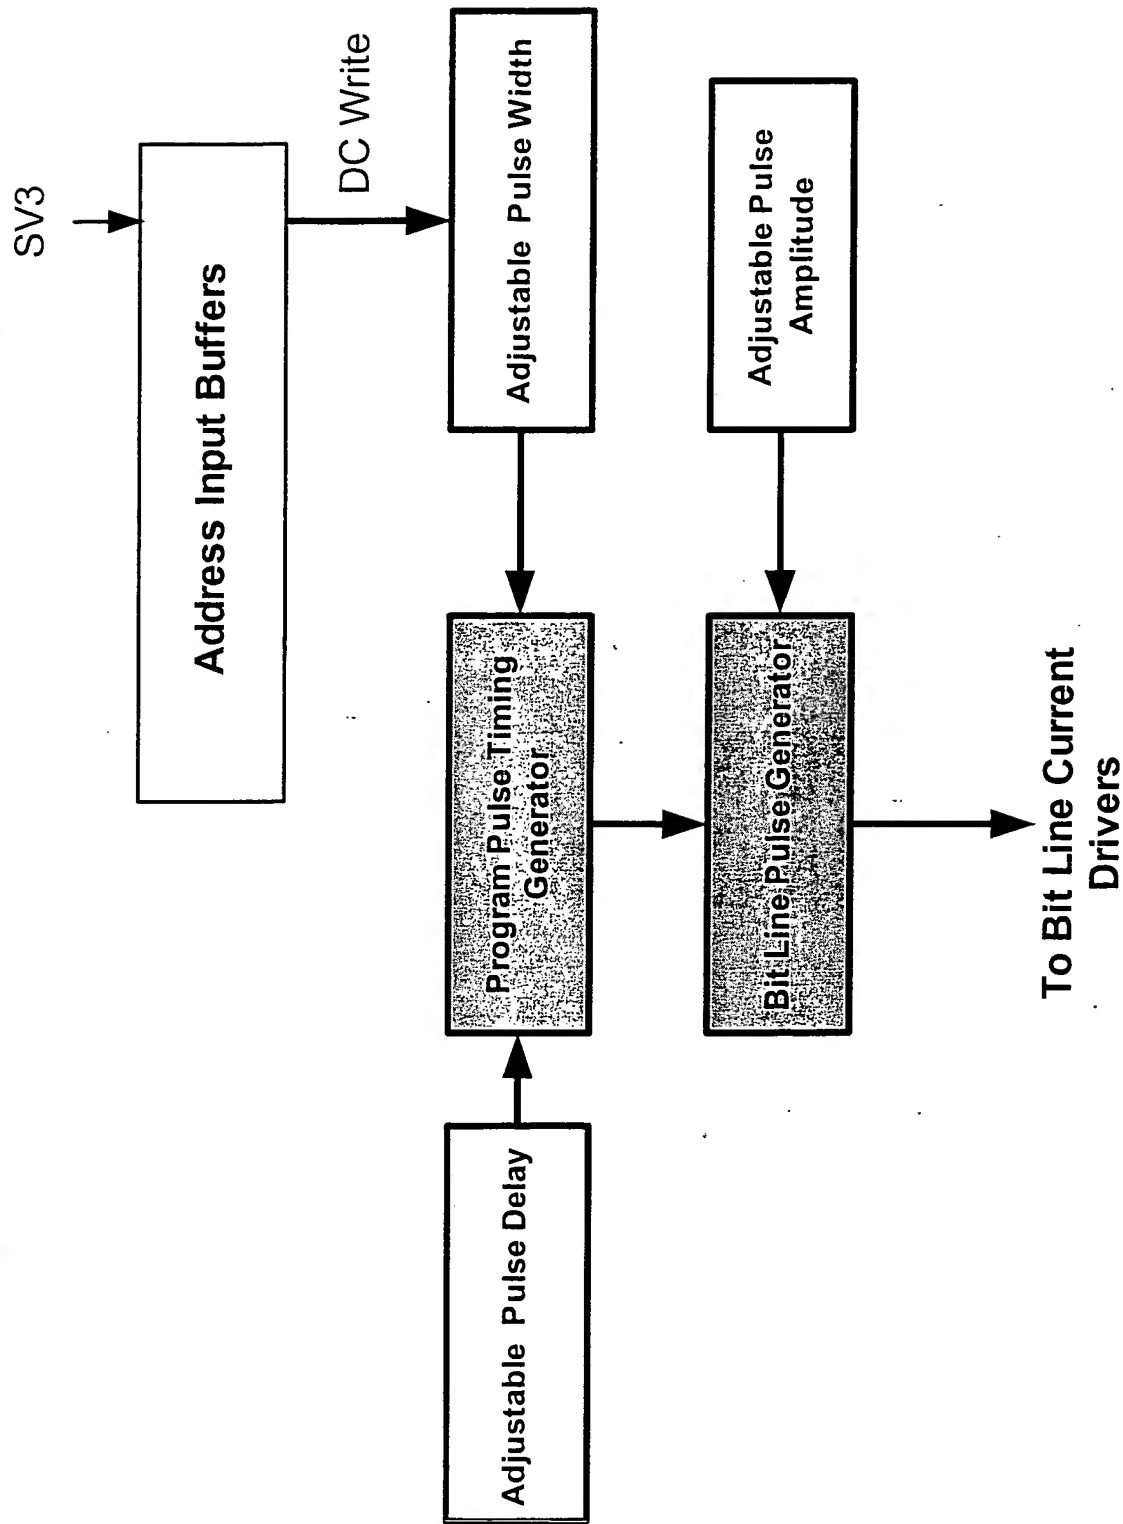 SV3
Address Input Buffers
DC Write
Adjustable Pulse Delay
Program Pulse Timing
Generator
Adjustable Pulse Width
Bit Line Pulse Generator
Adjustable Pulse
Amplitude
To Bit Line Current
Drivers